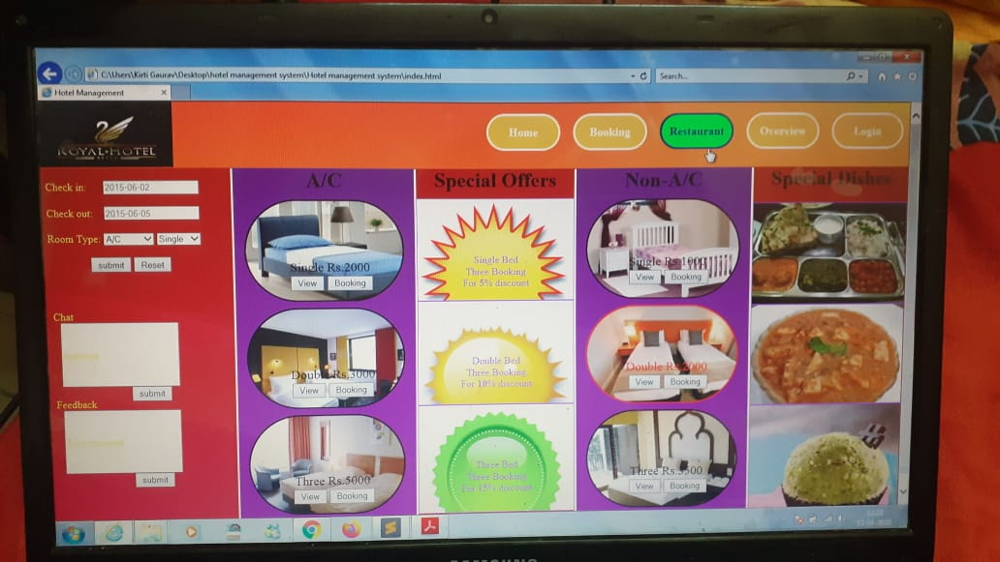 C:\Users\Kirti Gaurav\Desktop\hotel management system\Hotel management system\index.html
Search...
Hotel Management
ROYAL HOTEL
Home
Booking
Restaurant
Overview
Login
Check in:
2015-06-02
Check out:
2015-06-05
Room Type:
A/C
Single
submit
Reset
Chat
submit
Feedback
submit
A/C
Single Rs.2000
View
Booking
Double Rs.3000
View
Booking
Three Rs.5000
View
Booking
Special Offers
Single Bed
Three Booking
For 5% discount
Double Bed
Three Booking
For 10% discount
Three Bed
Three Booking
For 15% discount
Non-A/C
Single Rs.1000
View
Booking
Double Rs.2000
View
Booking
Three Rs.3500
View
Booking
Special Dishes
SAMSUNG